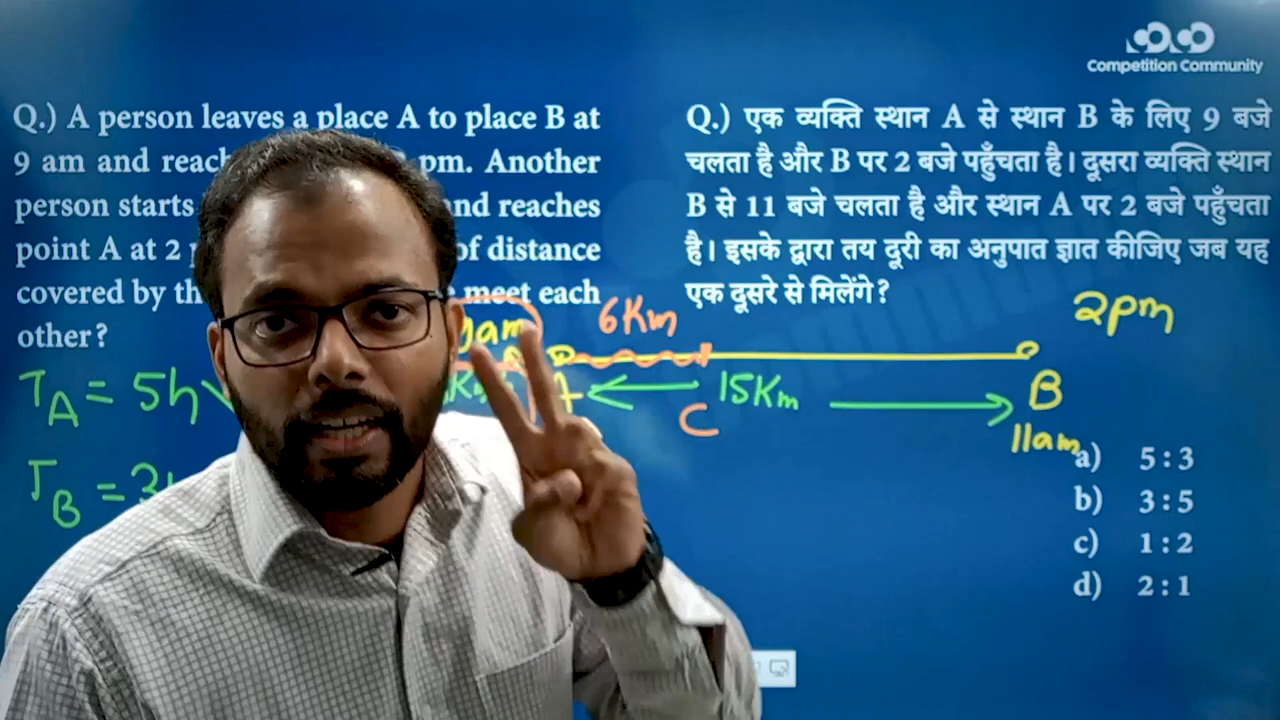 Competition Community
Q.) A person leaves a place A to place B at
9 am and pm. Another
person starts and reaches
point A at 2 of distance
covered by meet each
other?
Q.) एक व्यक्ति स्थान A से स्थान B के लिए 9 बजे
चलता है और B पर 2 बजे पहुँचता है। दूसरा व्यक्ति स्थान
B से 11 बजे चलता है और स्थान A पर 2 बजे पहुँचता
है। इसके द्वारा तय दूरी का अनुपात ज्ञात कीजिए जब यह
एक दूसरे से मिलेंगे?
6Km
2pm
T_A = 5h
A
15Km
B
C
11am
T_B = 3
a) 5 : 3
b) 3 : 5
c) 1 : 2
d) 2 : 1